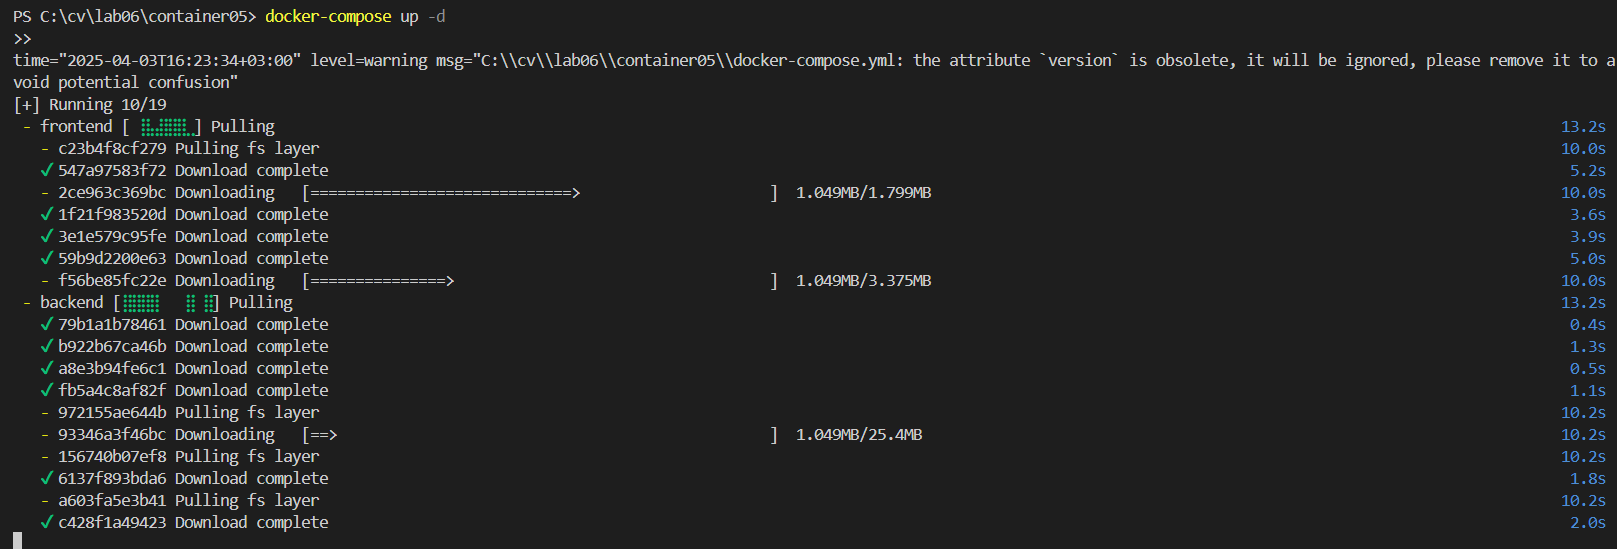 PS C:\cv\lab06\container05> docker-compose up -d
>>
time="2025-04-03T16:23:34+03:00" level=warning msg="C:\\cv\\lab06\\container05\\docker-compose.yml: the attribute `version` is obsolete, it will be ignored, please remove it to a
void potential confusion"
[+] Running 10/19
 - frontend [ ⣦⣴⣿⣿⣄] Pulling 13.2s
   - c23b4f8cf279 Pulling fs layer 10.0s
   ✔ 547a97583f72 Download complete 5.2s
   - 2ce963c369bc Downloading [=============================> ] 1.049MB/1.799MB 10.0s
   ✔ 1f21f983520d Download complete 3.6s
   ✔ 3e1e579c95fe Download complete 3.9s
   ✔ 59b9d2200e63 Download complete 5.0s
   - f56be85fc22e Downloading [===============> ] 1.049MB/3.375MB 10.0s
 - backend [⣿⣿⣿⣿ ⣿ ⣿] Pulling 13.2s
   ✔ 79b1a1b78461 Download complete 0.4s
   ✔ b922b67ca46b Download complete 1.3s
   ✔ a8e3b94fe6c1 Download complete 0.5s
   ✔ fb5a4c8af82f Download complete 1.1s
   - 972155ae644b Pulling fs layer 10.2s
   - 93346a3f46bc Downloading [==> ] 1.049MB/25.4MB 10.2s
   - 156740b07ef8 Pulling fs layer 10.2s
   ✔ 6137f893bda6 Download complete 1.8s
   - a603fa5e3b41 Pulling fs layer 10.2s
   ✔ c428f1a49423 Download complete 2.0s